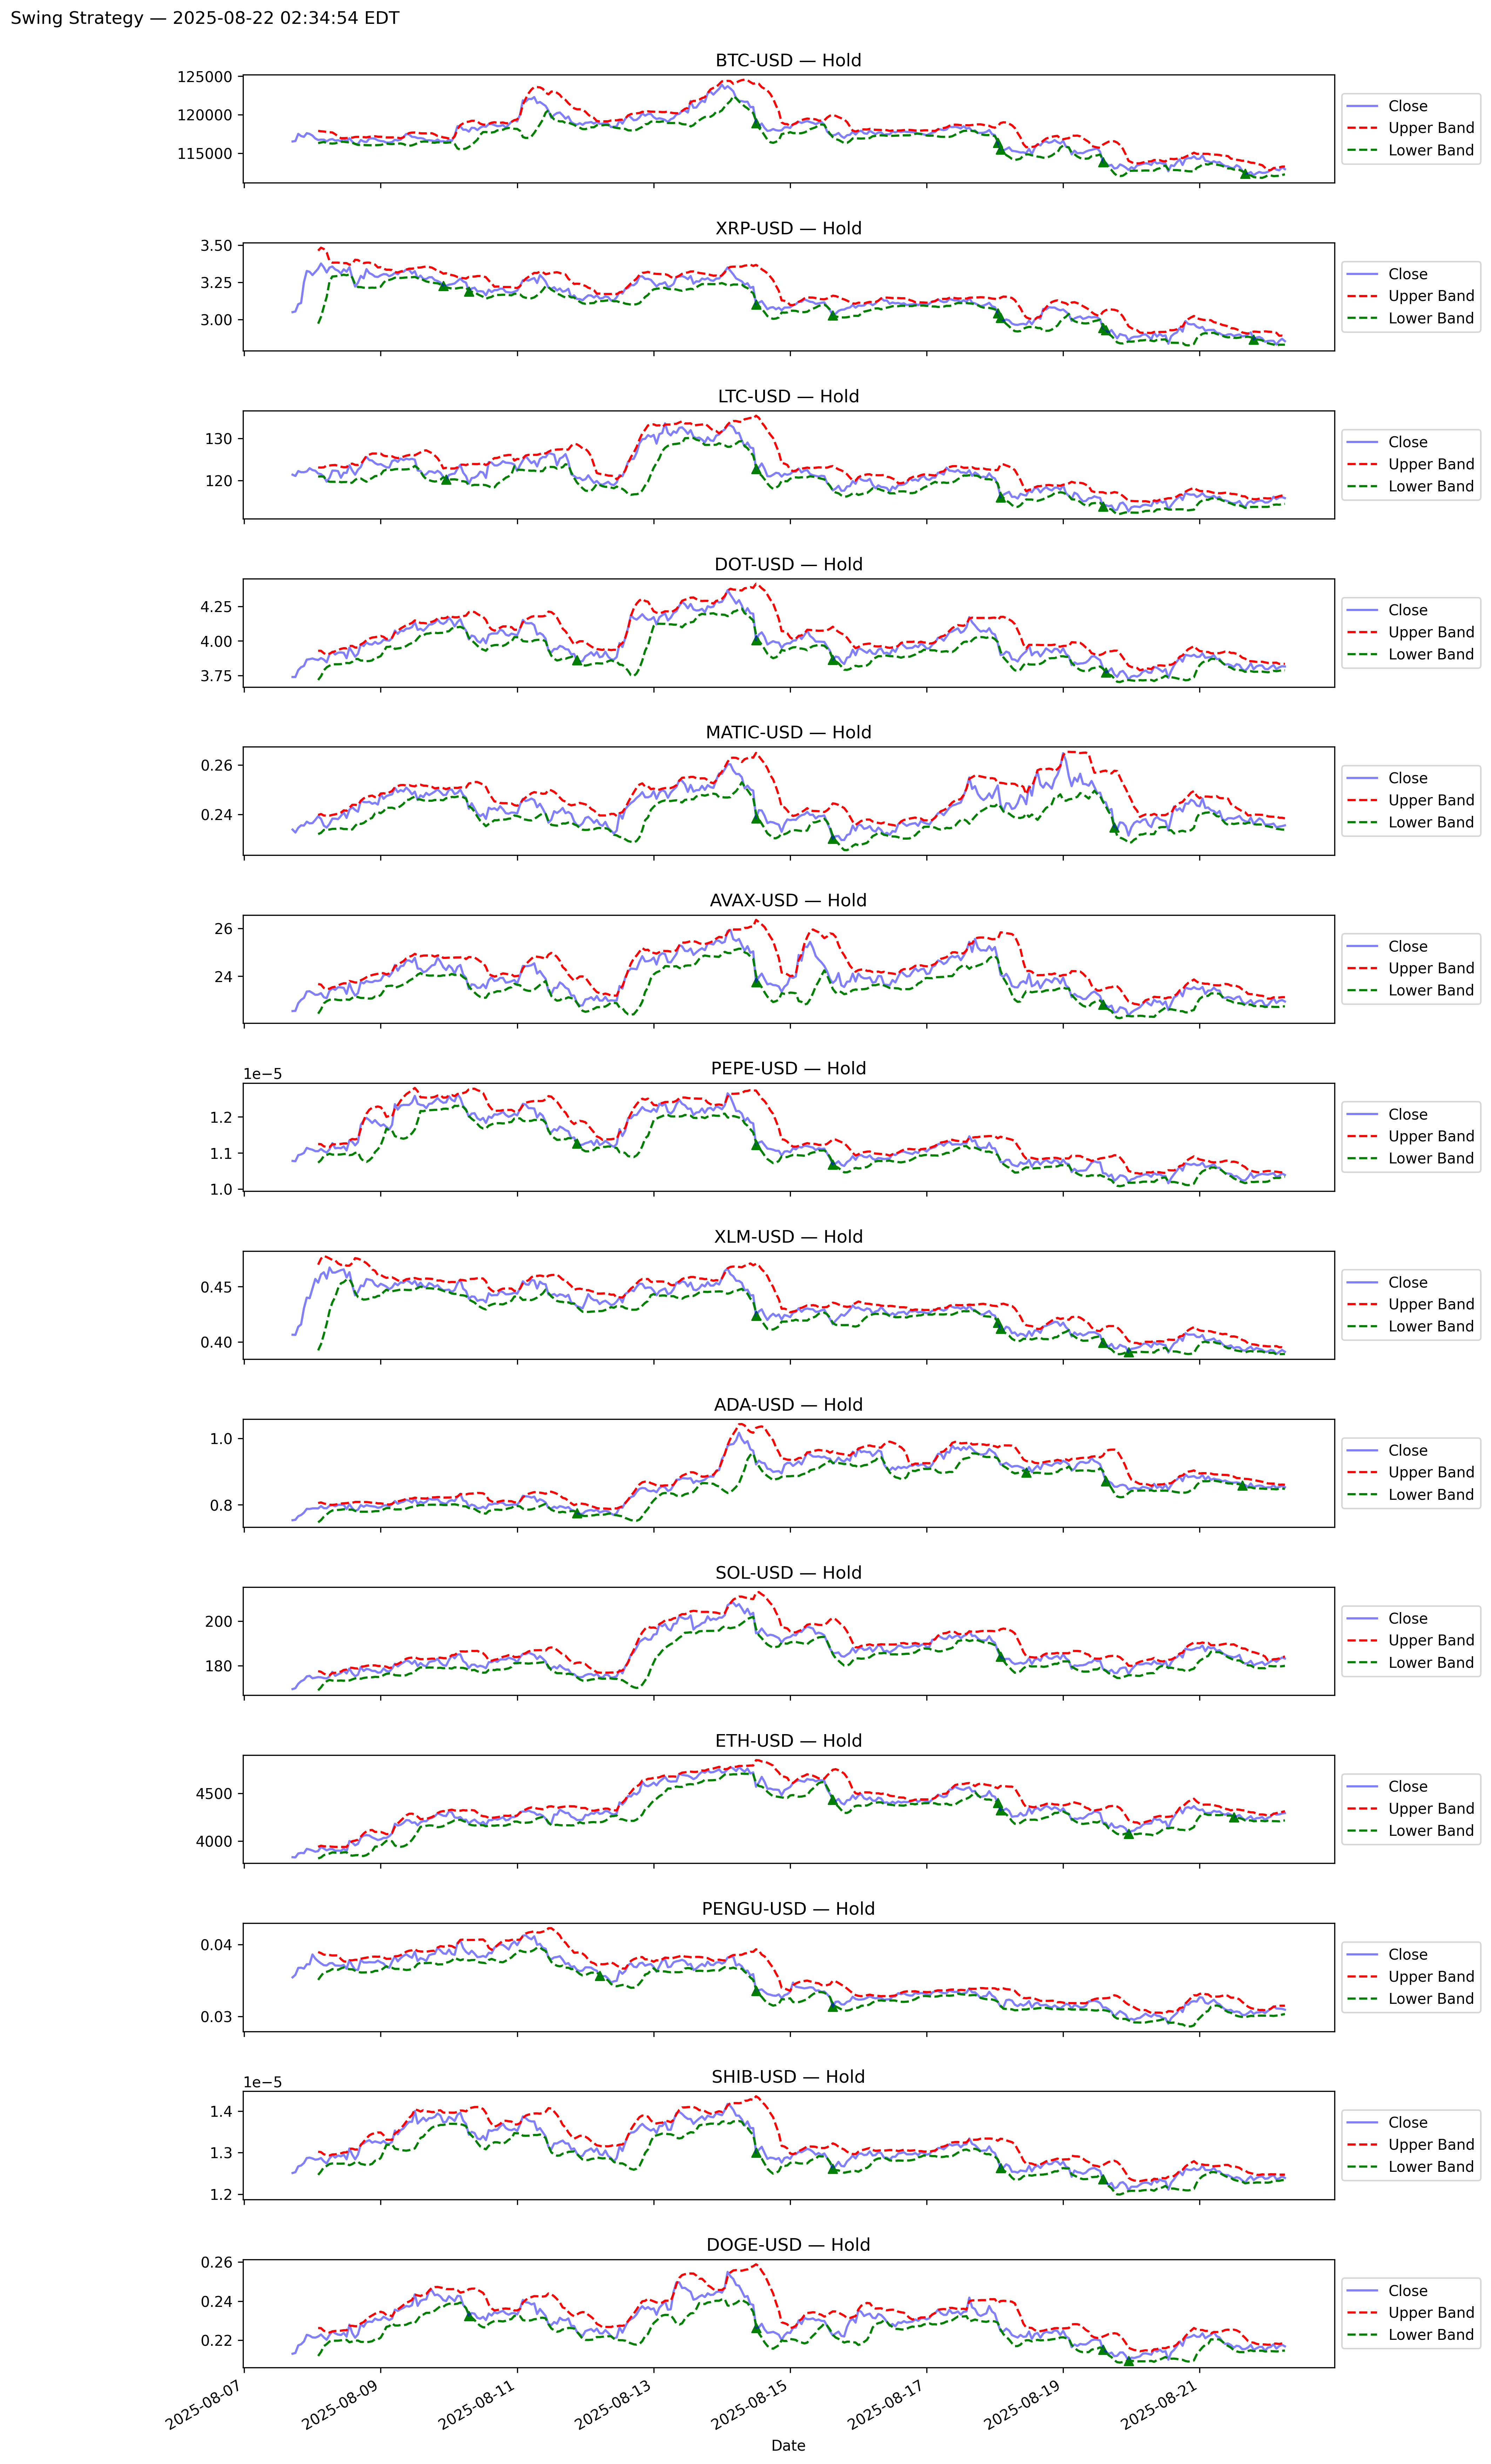 Swing Strategy — 2025-08-22 02:34:54 EDT
BTC-USD — Hold
125000
120000
115000
Close
Upper Band
Lower Band
XRP-USD — Hold
3.50
3.25
3.00
Close
Upper Band
Lower Band
LTC-USD — Hold
130
120
Close
Upper Band
Lower Band
DOT-USD — Hold
4.25
4.00
3.75
Close
Upper Band
Lower Band
MATIC-USD — Hold
0.26
0.24
Close
Upper Band
Lower Band
AVAX-USD — Hold
26
24
Close
Upper Band
Lower Band
PEPE-USD — Hold
1e−5
1.2
1.1
1.0
Close
Upper Band
Lower Band
XLM-USD — Hold
0.45
0.40
Close
Upper Band
Lower Band
ADA-USD — Hold
1.0
0.8
Close
Upper Band
Lower Band
SOL-USD — Hold
200
180
Close
Upper Band
Lower Band
ETH-USD — Hold
4500
4000
Close
Upper Band
Lower Band
PENGU-USD — Hold
0.04
0.03
Close
Upper Band
Lower Band
SHIB-USD — Hold
1e−5
1.4
1.3
1.2
Close
Upper Band
Lower Band
DOGE-USD — Hold
0.26
0.24
0.22
Close
Upper Band
Lower Band
2025-08-07
2025-08-09
2025-08-11
2025-08-13
2025-08-15
2025-08-17
2025-08-19
2025-08-21
Date